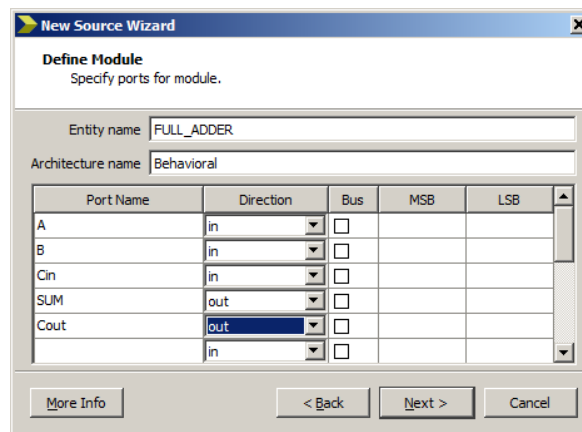 New Source Wizard
Define Module
Specify ports for module.
Entity name FULL_ADDER
Architecture name Behavioral
Port Name Direction Bus MSB LSB
A in
B in
Cin in
SUM out
Cout out
in
More Info < Back Next > Cancel